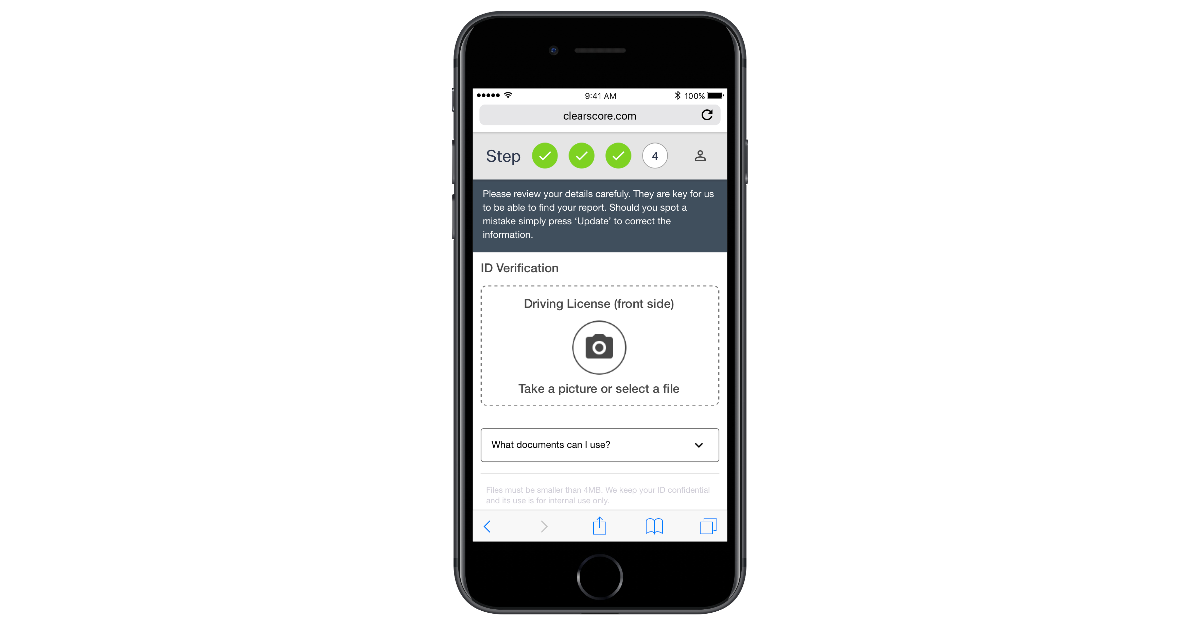 9:41 AM
100%
clearscore.com
Step
4
Please review your details carefuly. They are key for us
to be able to find your report. Should you spot a
mistake simply press ‘Update’ to correct the
information.
ID Verification
Driving License (front side)
Take a picture or select a file
What documents can I use?
Files must be smaller than 4MB. We keep your ID confidential
and its use is for internal use only.